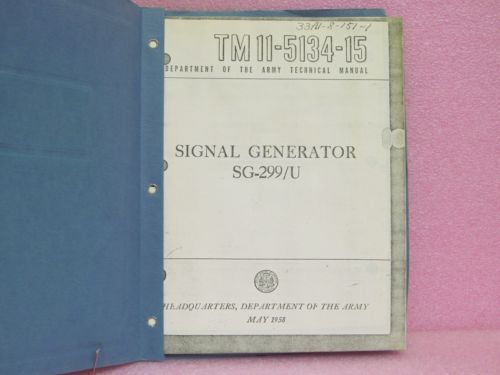 33A1-8-151-1
TM 11-5134-15
DEPARTMENT OF THE ARMY TECHNICAL MANUAL
SIGNAL GENERATOR
SG-299/U
HEADQUARTERS, DEPARTMENT OF THE ARMY
MAY 1958